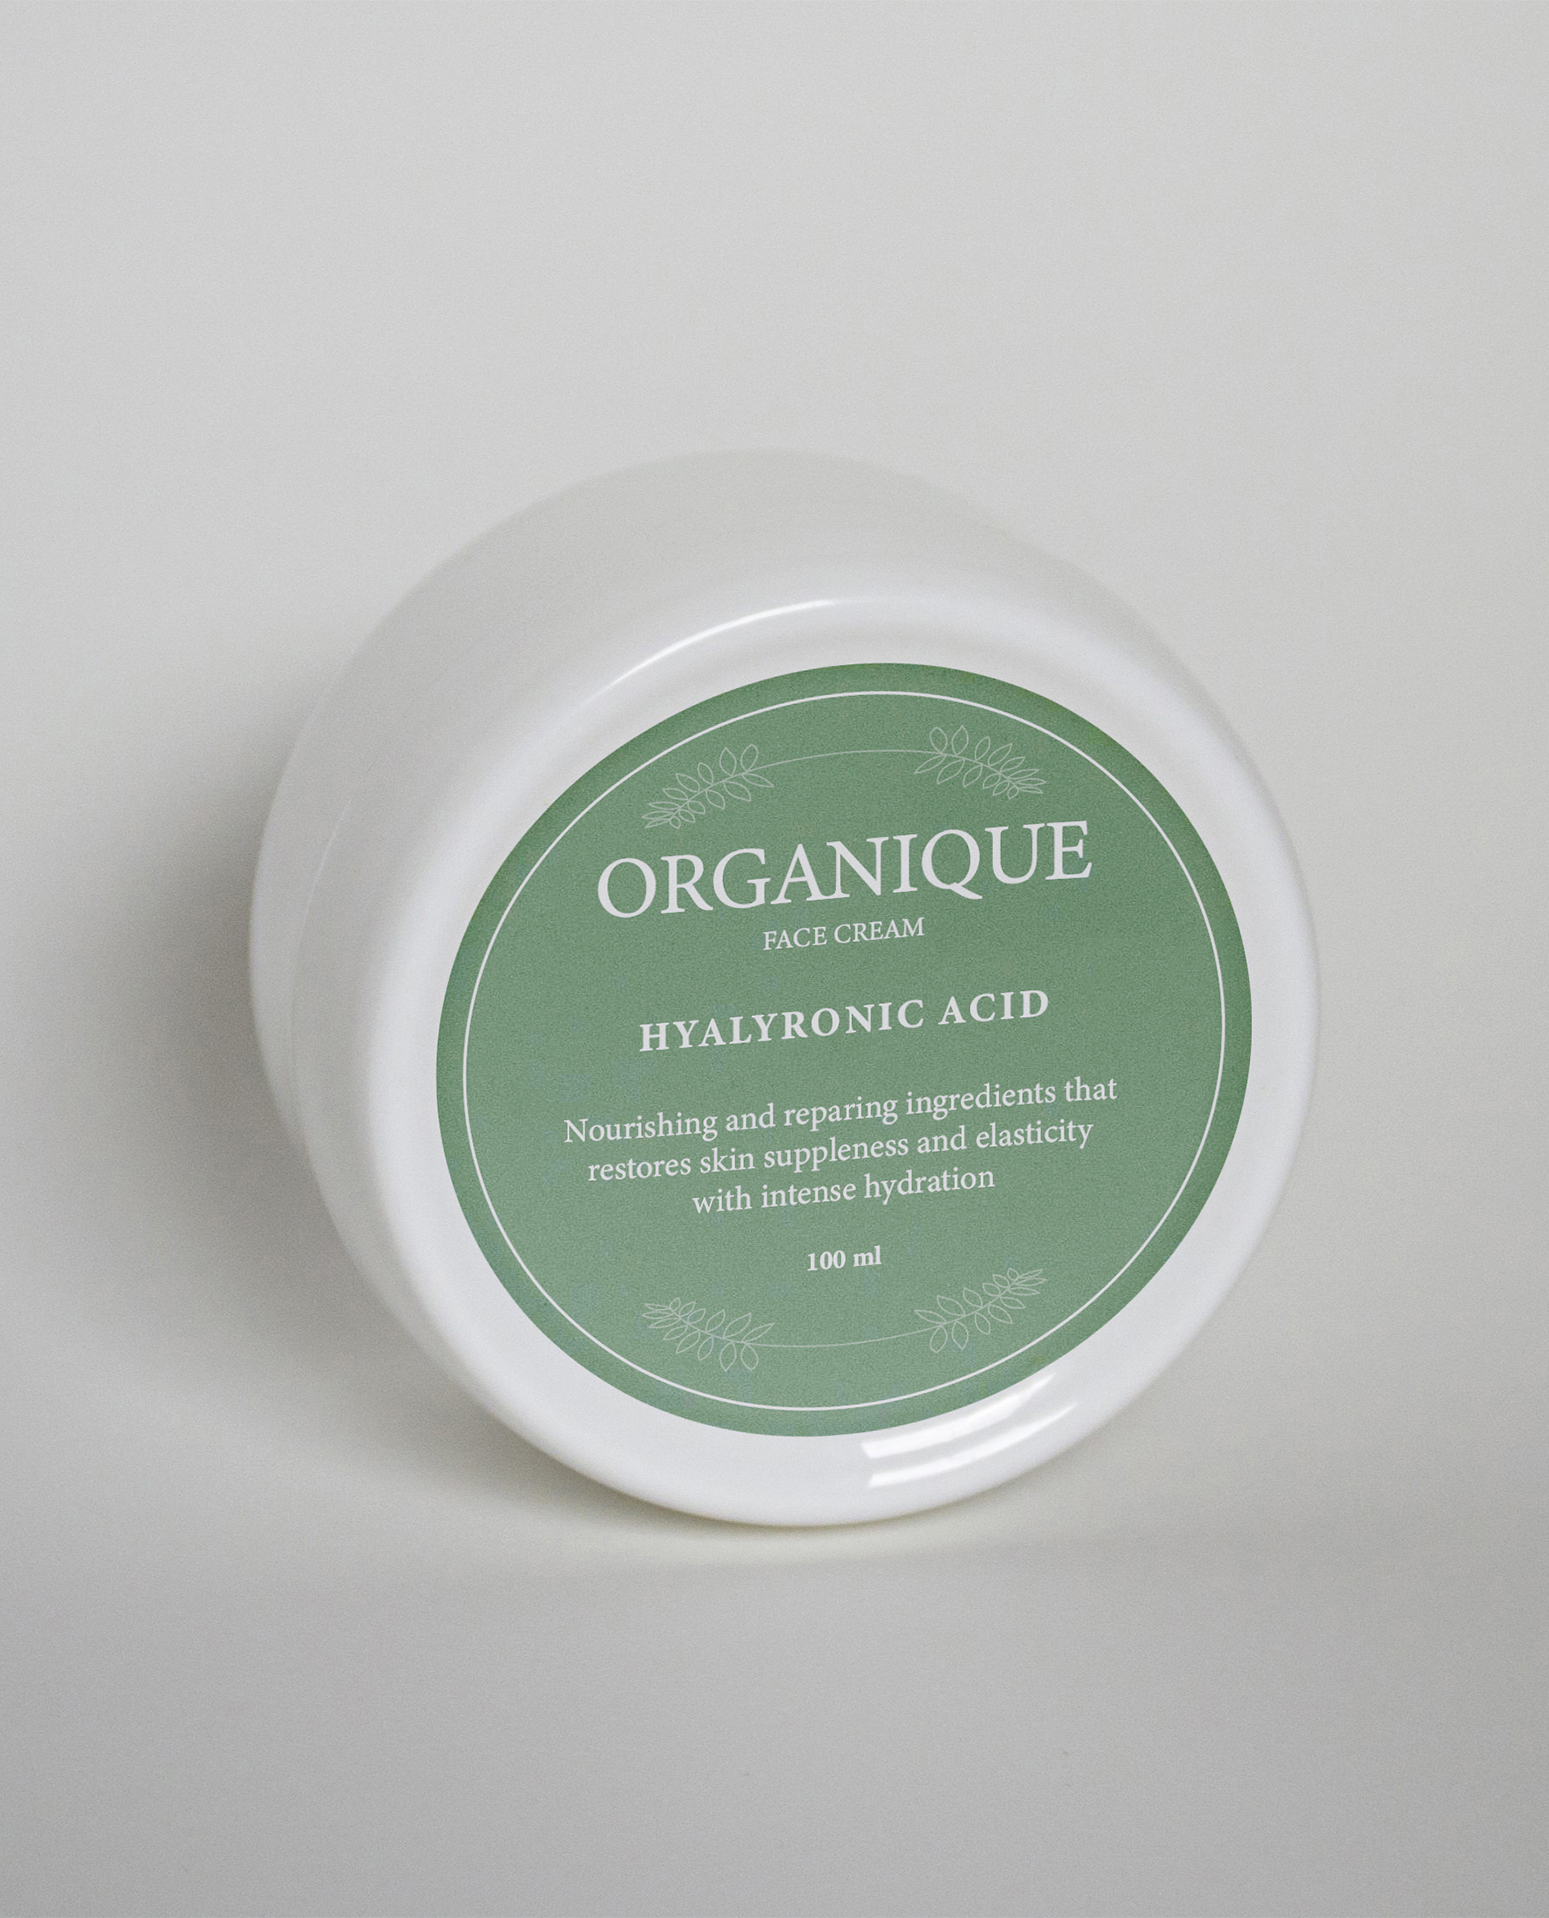 ORGANIQUE
FACE CREAM
HYALYRONIC ACID
Nourishing and reparing ingredients that
restores skin suppleness and elasticity
with intense hydration
100 ml